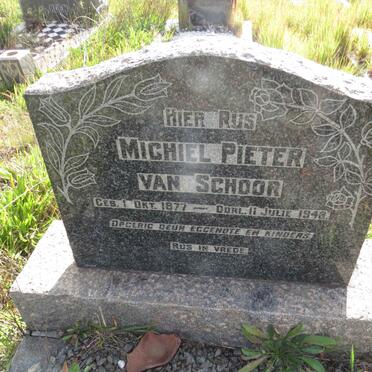 HIER RUS
MICHIEL PIETER
VAN SCHOOR
GEB. 1 OKT. 1877 — OORL. 11 JULIE 1948
OPGERIG DEUR EGGENOTE EN KINDERS
RUS IN VREDE